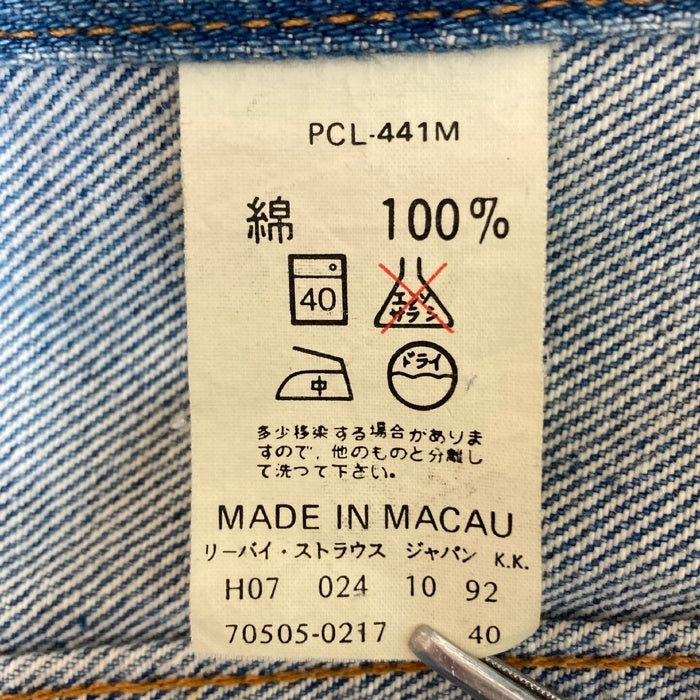 PCL-441M
綿 100%
40
エンソ
サラシ
中
ドライ
多少移染する場合がありま
すので、他のものと分離し
て洗つて下さい。
MADE IN MACAU
リーバイ・ストラウス ジャパン K.K.
H07 024 10 92
70505-0217 40